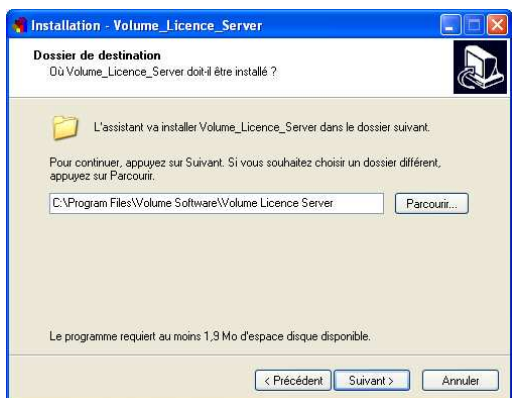 Installation - Volume_Licence_Server
Dossier de destination
Où Volume_Licence_Server doit-il être installé ?
L'assistant va installer Volume_Licence_Server dans le dossier suivant.
Pour continuer, appuyez sur Suivant. Si vous souhaitez choisir un dossier différent,
appuyez sur Parcourir.
C:\Program Files\Volume Software\Volume Licence Server
Parcourir...
Le programme requiert au moins 1,9 Mo d'espace disque disponible.
< Précédent
Suivant >
Annuler